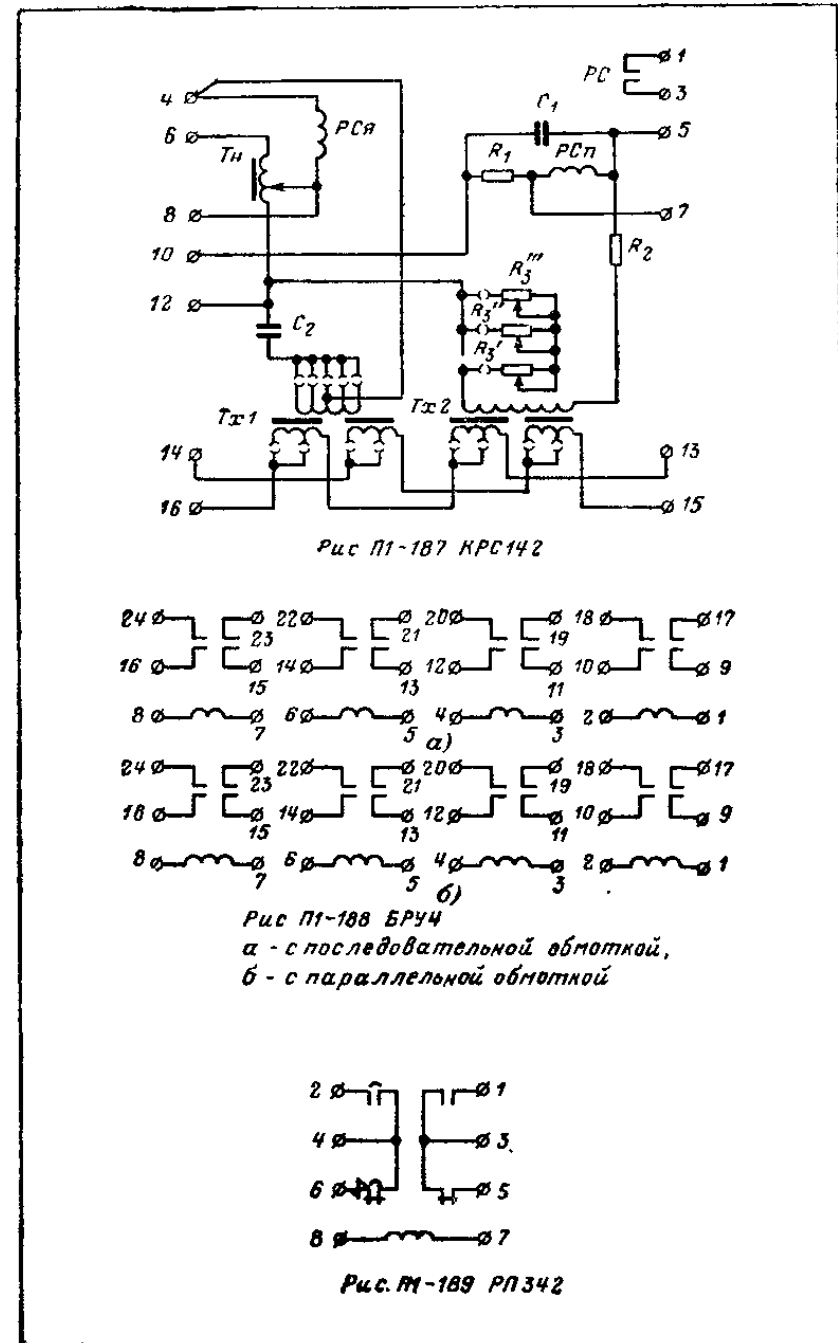 1
РС
3
4
C₁
5
6
РСЯ
Тн
R₁
РСП
8
7
10
R₂
R₃'''
12
R₃''
C₂
R₃'
Тх1
Тх2
14
13
16
15
Рис П1-187 КРС142
24 22 20 18 17
23 21 19
16 14 12 10 9
15 13 11
8 6 4 2 1
7 5 3
а)
24 22 20 18 17
23 21 19
16 14 12 10 9
15 13 11
8 6 4 2 1
7 5 3
б)
Рис П1-188 БРУ4
а - с последовательной обмоткой,
б - с параллельной обмоткой
2 1
4 3
6 5
8 7
Рис. П1-189 РП342